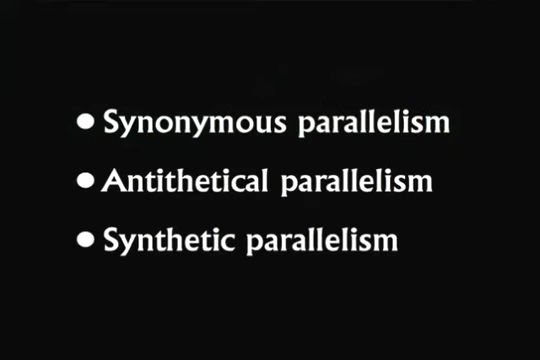 • Synonymous parallelism
• Antithetical parallelism
• Synthetic parallelism